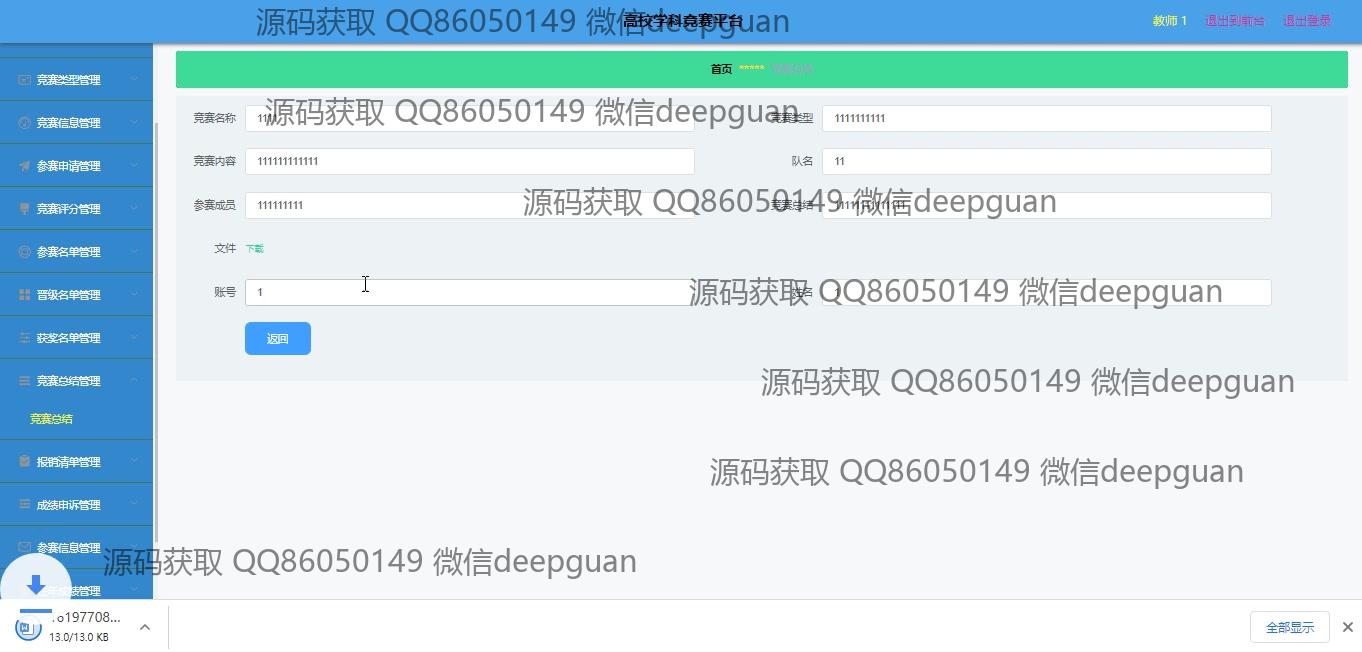 源码获取 QQ86050149 微信deepguan
高校学科竞赛平台
教师 1 退出到前台 退出登录
首页 ***** 竞赛总结
竞赛类型管理
竞赛信息管理
参赛申请管理
竞赛评分管理
参赛名单管理
晋级名单管理
获奖名单管理
竞赛总结管理
竞赛总结
报销清单管理
成绩申诉管理
参赛信息管理
源码获取 QQ86050149 微信deepguan
竞赛名称 1111
竞赛类型 1111111111
竞赛内容 111111111111
队名 11
源码获取 QQ86050149 微信deepguan
参赛成员 111111111
竞赛总结
文件 下载
源码获取 QQ86050149 微信deepguan
账号 1
姓名
返回
源码获取 QQ86050149 微信deepguan
源码获取 QQ86050149 微信deepguan
源码获取 QQ86050149 微信deepguan
13.0/13.0 KB
全部显示